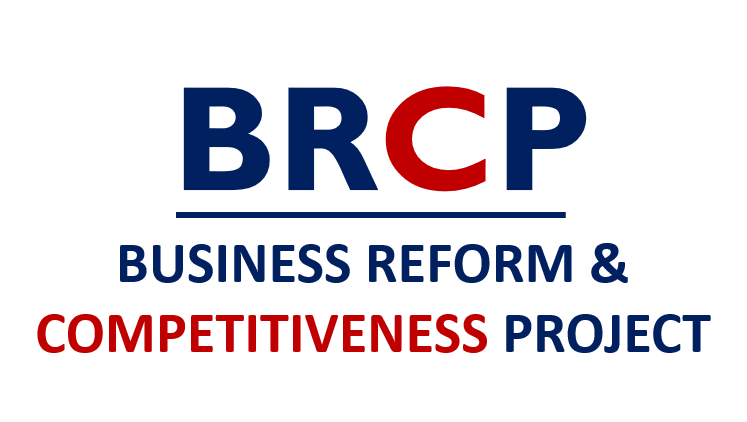 BRCP
BUSINESS REFORM &
COMPETITIVENESS PROJECT